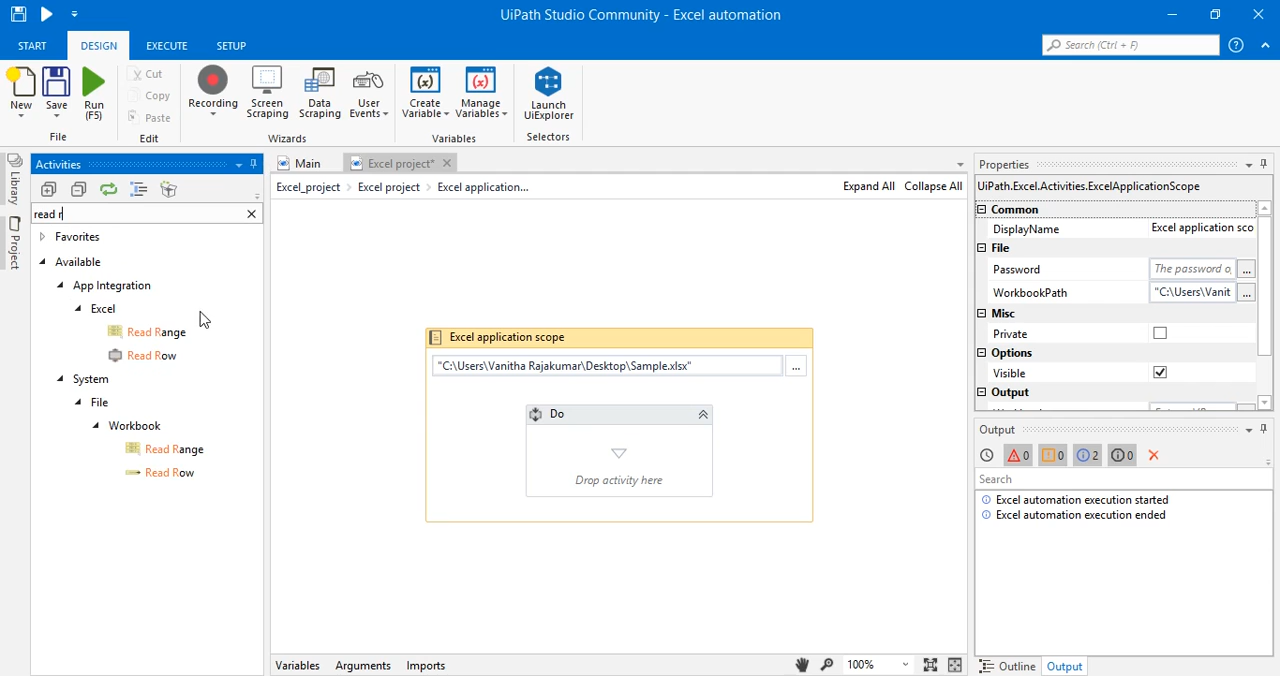 UiPath Studio Community - Excel automation
START DESIGN EXECUTE SETUP
Search (Ctrl + F)
New Save Run (F5)
File
Cut
Copy
Paste
Edit
Recording Screen Scraping Data Scraping User Events
Wizards
Create Variable Manage Variables
Variables
Launch UiExplorer
Selectors
Library
Project
Activities
read r
Favorites
Available
App Integration
Excel
Read Range
Read Row
System
File
Workbook
Read Range
Read Row
Main Excel project*
Excel_project Excel project Excel application...
Expand All Collapse All
Excel application scope
"C:\Users\Vanitha Rajakumar\Desktop\Sample.xlsx" ...
Do
Drop activity here
Variables Arguments Imports
100%
Properties
UiPath.Excel.Activities.ExcelApplicationScope
Common
DisplayName Excel application sco
File
Password The password o ...
WorkbookPath "C:\Users\Vanit ...
Misc
Private
Options
Visible
Output
Output
0 0 2 0
Search
Excel automation execution started
Excel automation execution ended
Outline Output